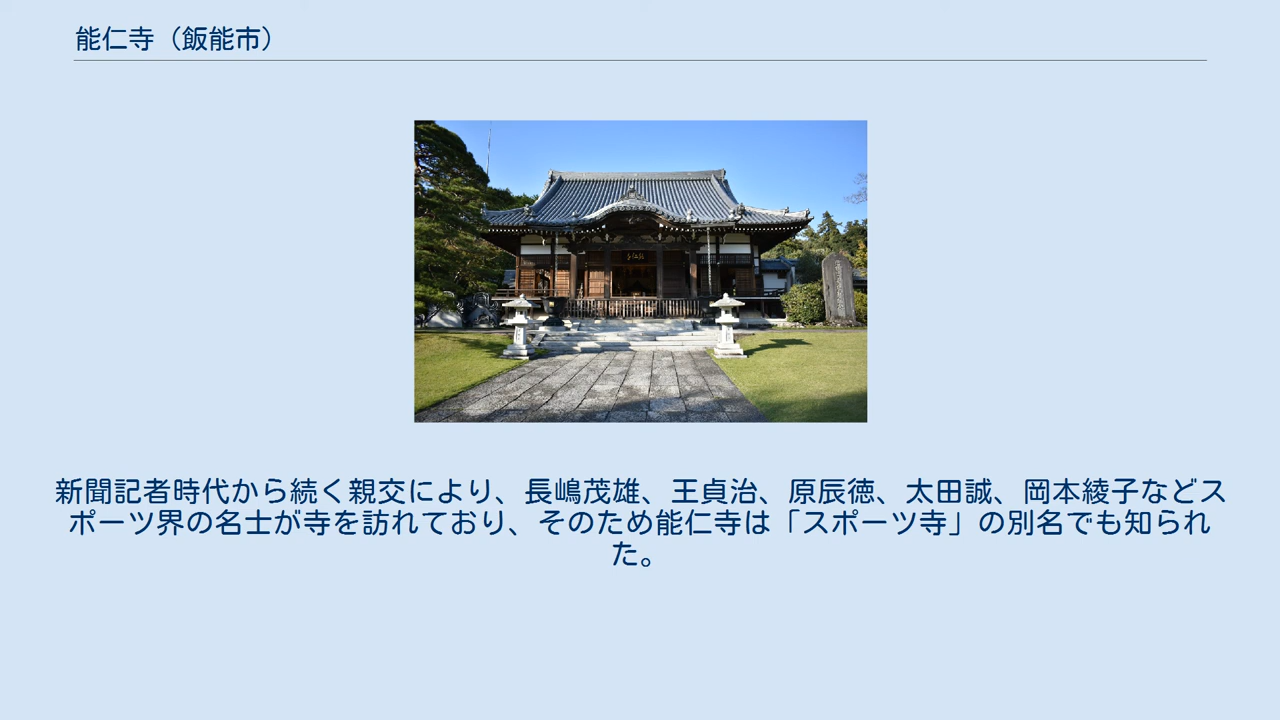 能仁寺（飯能市）
新聞記者時代から続く親交により、長嶋茂雄、王貞治、原辰徳、太田誠、岡本綾子などス
ポーツ界の名士が寺を訪れており、そのため能仁寺は「スポーツ寺」の別名でも知られ
た。